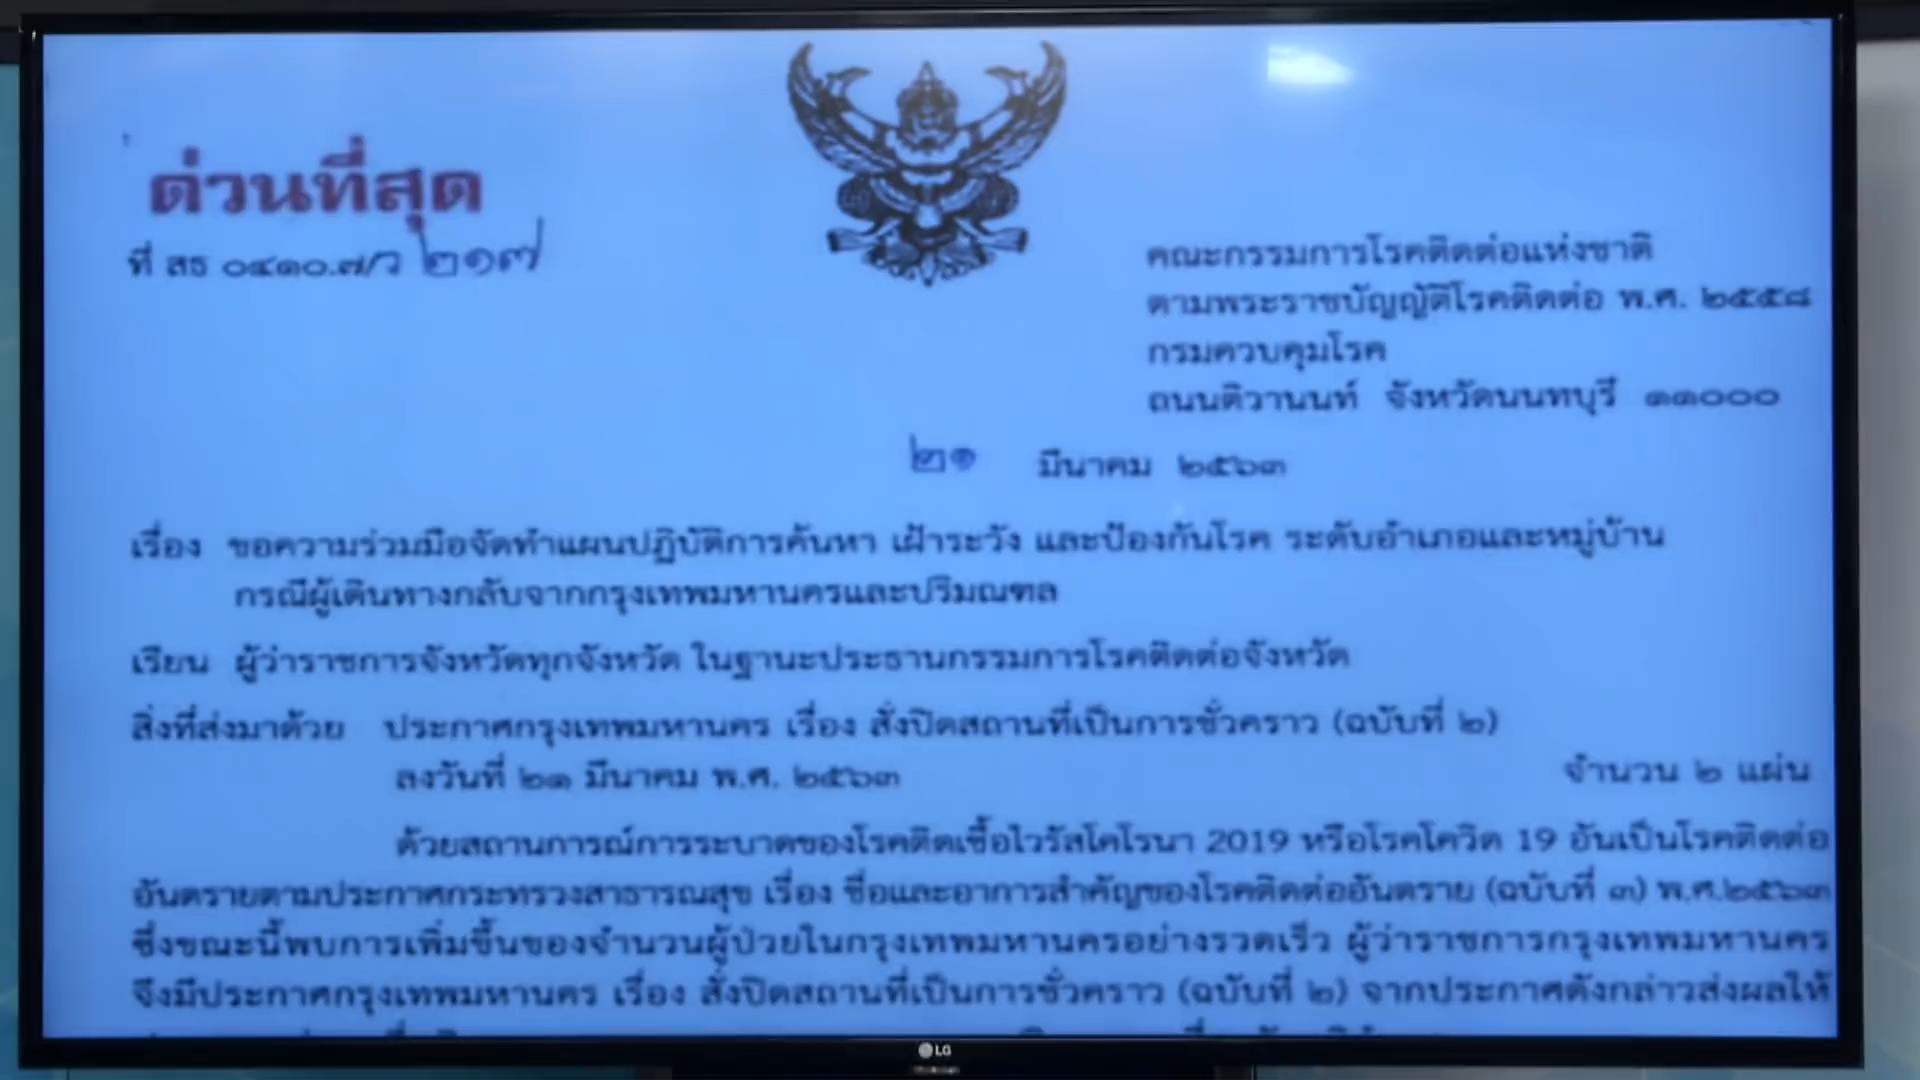 ด่วนที่สุด
ที่ สธ ๐๔๑๐.๗/ว ๒๑๗
คณะกรรมการโรคติดต่อแห่งชาติ
ตามพระราชบัญญัติโรคติดต่อ พ.ศ. ๒๕๕๘
กรมควบคุมโรค
ถนนติวานนท์ จังหวัดนนทบุรี ๑๑๐๐๐
๒๑ มีนาคม ๒๕๖๓
เรื่อง ขอความร่วมมือจัดทำแผนปฏิบัติการค้นหา เฝ้าระวัง และป้องกันโรค ระดับอำเภอและหมู่บ้าน
กรณีผู้เดินทางกลับจากกรุงเทพมหานครและปริมณฑล
เรียน ผู้ว่าราชการจังหวัดทุกจังหวัด ในฐานะประธานกรรมการโรคติดต่อจังหวัด
สิ่งที่ส่งมาด้วย ประกาศกรุงเทพมหานคร เรื่อง สั่งปิดสถานที่เป็นการชั่วคราว (ฉบับที่ ๒)
ลงวันที่ ๒๑ มีนาคม พ.ศ. ๒๕๖๓ จำนวน ๒ แผ่น
ด้วยสถานการณ์การระบาดของโรคติดเชื้อไวรัสโคโรนา 2019 หรือโรคโควิด 19 อันเป็นโรคติดต่อ
อันตรายตามประกาศกระทรวงสาธารณสุข เรื่อง ชื่อและอาการสำคัญของโรคติดต่ออันตราย (ฉบับที่ ๓) พ.ศ.๒๕๖๓
ซึ่งขณะนี้พบการเพิ่มขึ้นของจำนวนผู้ป่วยในกรุงเทพมหานครอย่างรวดเร็ว ผู้ว่าราชการกรุงเทพมหานคร
จึงมีประกาศกรุงเทพมหานคร เรื่อง สั่งปิดสถานที่เป็นการชั่วคราว (ฉบับที่ ๒) จากประกาศดังกล่าวส่งผลให้
LG